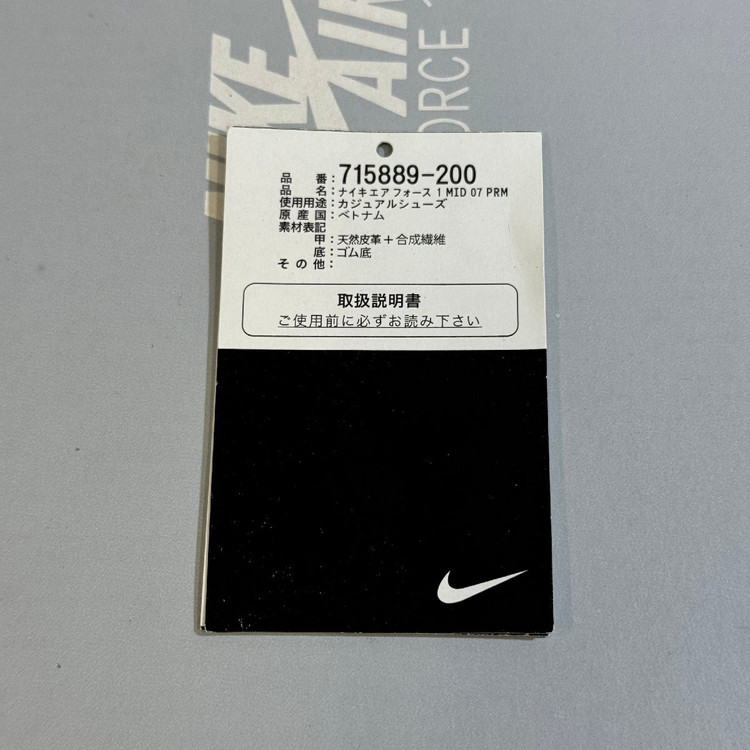 NIKE
AIR
FORCE
品番：715889-200
品名：ナイキエア フォース 1 MID 07 PRM
使用用途：カジュアルシューズ
原産国：ベトナム
素材表記
甲：天然皮革＋合成繊維
底：ゴム底
その他：
取扱説明書
ご使用前に必ずお読み下さい